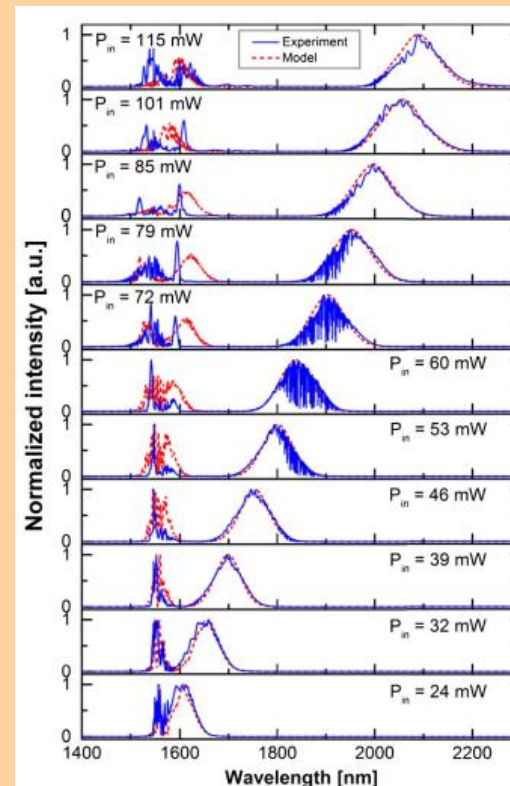 P_in = 115 mW
Experiment
Model
1
0
P_in = 101 mW
1
0
P_in = 85 mW
1
0
P_in = 79 mW
1
0
P_in = 72 mW
1
0
P_in = 60 mW
1
0
P_in = 53 mW
1
0
P_in = 46 mW
1
0
P_in = 39 mW
1
0
P_in = 32 mW
1
0
P_in = 24 mW
1
0
Normalized intensity [a.u.]
1400 1600 1800 2000 2200
Wavelength [nm]